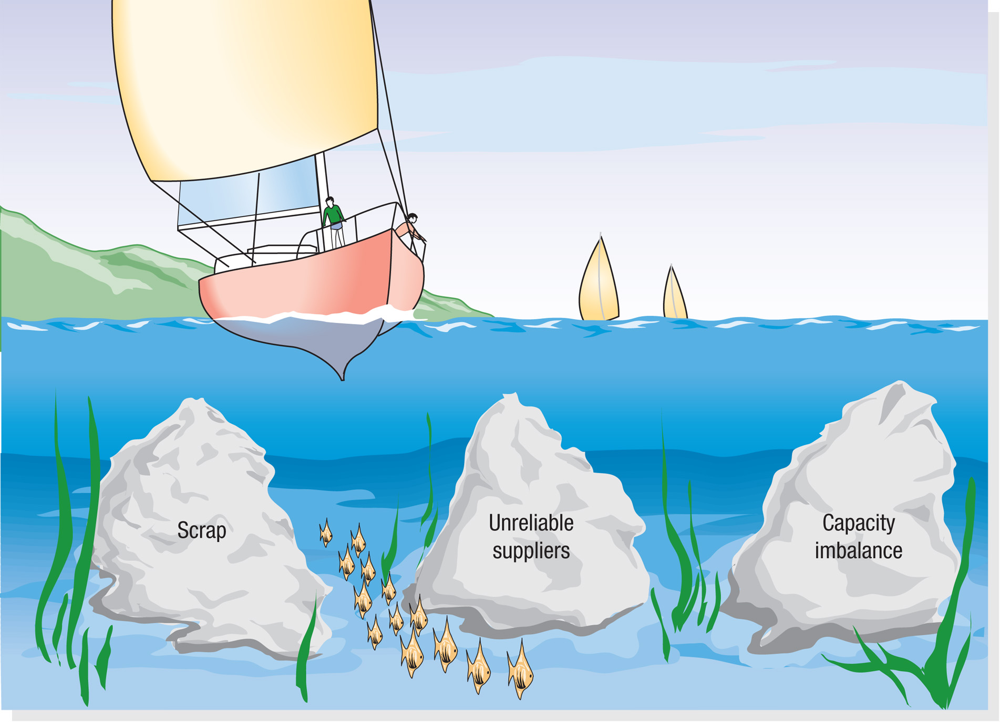 Scrap
Unreliable
suppliers
Capacity
imbalance